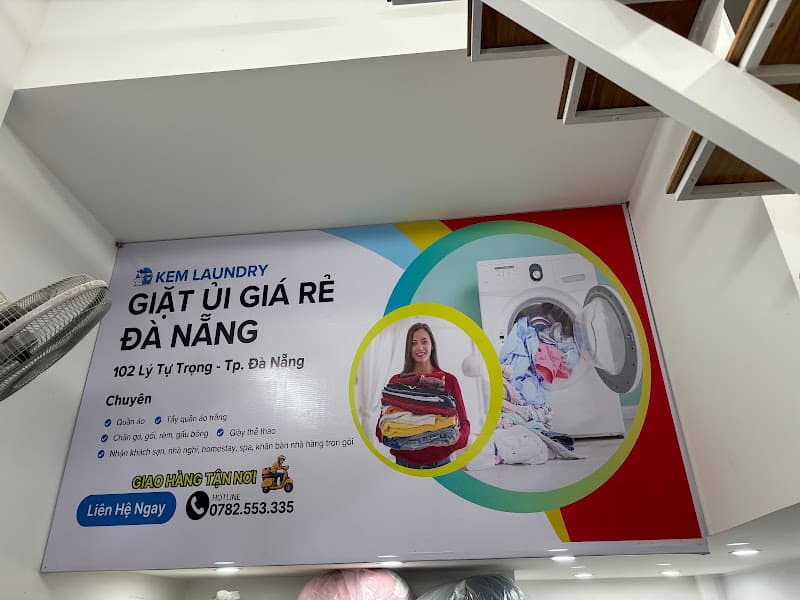 KEM LAUNDRY
GIẶT ỦI GIÁ RẺ
ĐÀ NẴNG
102 Lý Tự Trọng - Tp. Đà Nẵng
Chuyên
Quần áo Tẩy quần áo trắng
Chăn ga, gối, rèm, gấu bông Giày thể thao
Nhận khách sạn, nhà nghỉ, homestay, spa, khăn bàn nhà hàng trọn gói
GIAO HÀNG TẬN NƠI
Liên Hệ Ngay
HOTLINE
0782.553.335